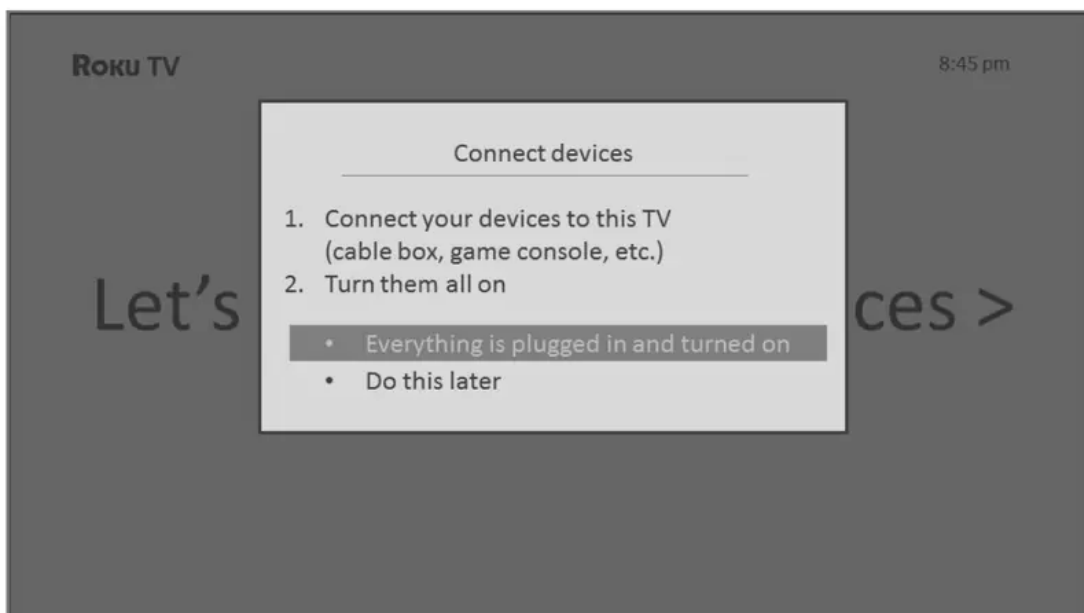 Roku TV
8:45 pm
Connect devices
1. Connect your devices to this TV
(cable box, game console, etc.)
2. Turn them all on
Let's ces >
• Everything is plugged in and turned on
• Do this later